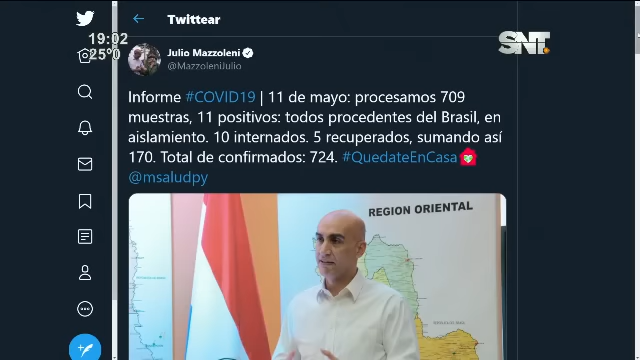 Twittear
19:02
25°0
SNT
Julio Mazzoleni
@MazzoleniJulio
Informe #COVID19 | 11 de mayo: procesamos 709
muestras, 11 positivos: todos procedentes del Brasil, en
aislamiento. 10 internados. 5 recuperados, sumando así
170. Total de confirmados: 724. #QuedateEnCasa
@msaludpy
REGION ORIENTAL